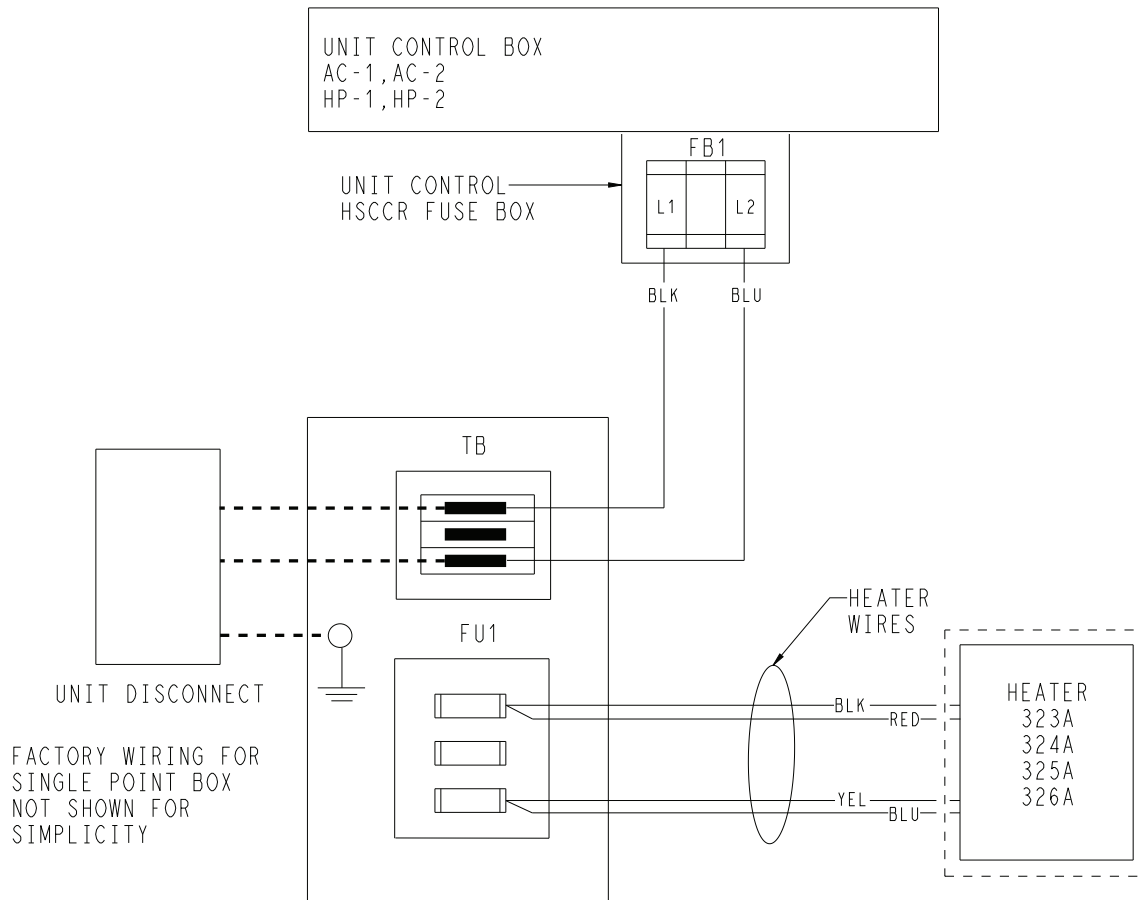 UNIT CONTROL BOX
AC-1,AC-2
HP-1,HP-2
FB1
UNIT CONTROL
HSCCR FUSE BOX
L1
L2
BLK
BLU
TB
HEATER
WIRES
FU1
UNIT DISCONNECT
BLK
RED
HEATER
323A
324A
325A
326A
FACTORY WIRING FOR
SINGLE POINT BOX
NOT SHOWN FOR
SIMPLICITY
YEL
BLU